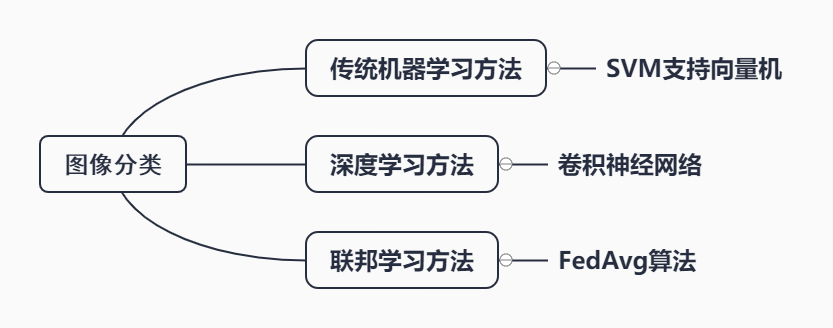 传统机器学习方法
SVM支持向量机
图像分类
深度学习方法
卷积神经网络
联邦学习方法
FedAvg算法